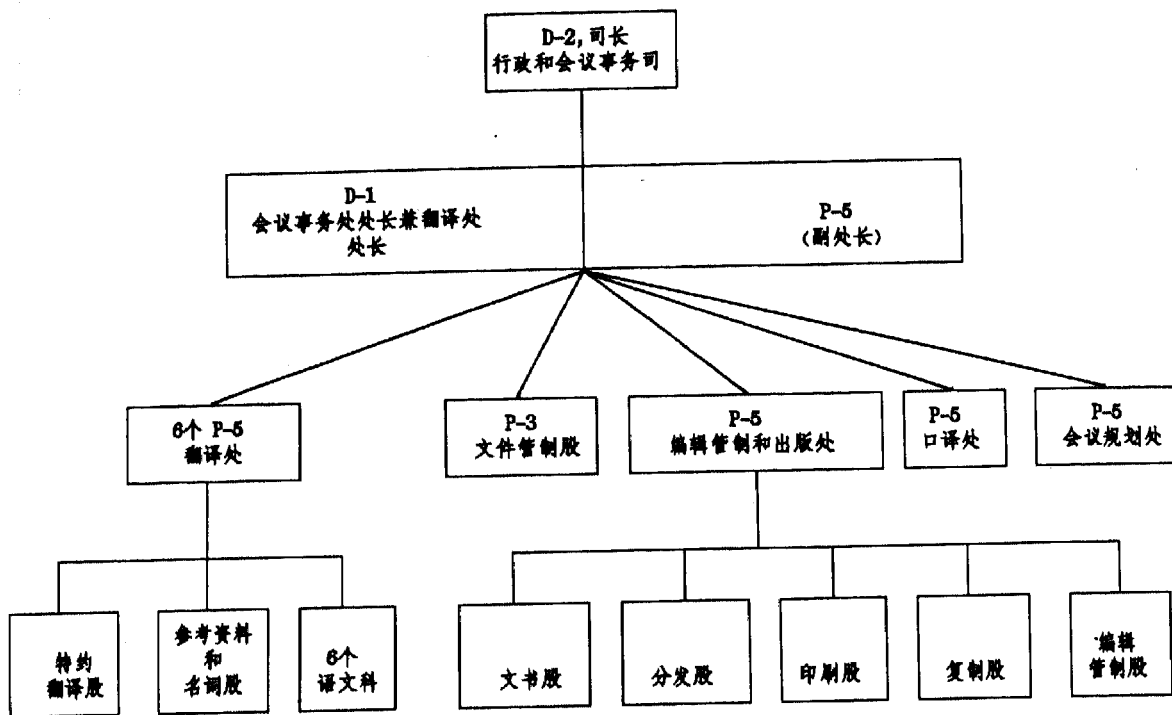 D-2, 司长
行政和会议事务司
D-1
会议事务处处长兼翻译处
处长
P-5
(副处长)
6个 P-5
翻译处
P-3
文件管制股
P-5
编辑管制和出版处
P-5
口译处
P-5
会议规划处
特约
翻译股
参考资料
和
名词股
6个
语文科
文书股
分发股
印刷股
复制股
编辑
管制股